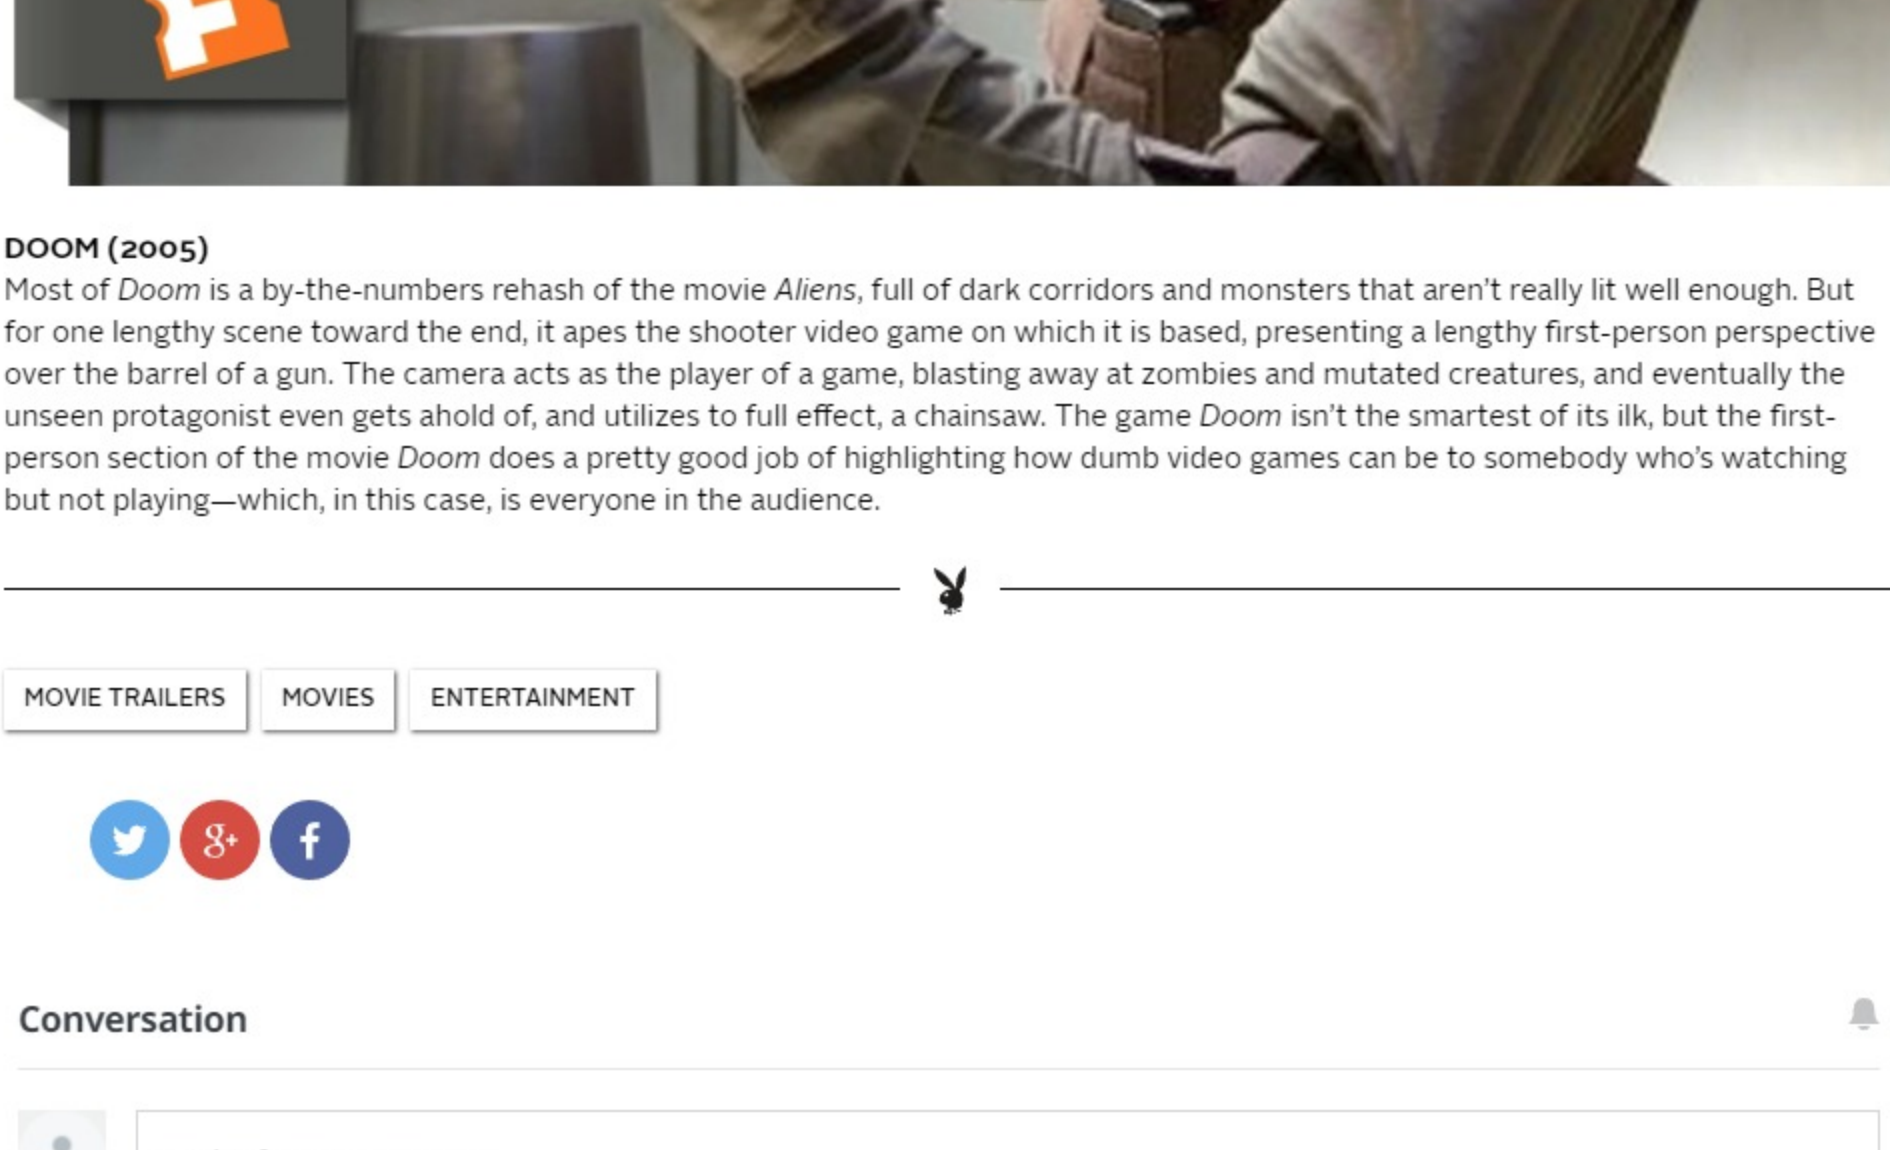 DOOM (2005)
Most of Doom is a by-the-numbers rehash of the movie Aliens, full of dark corridors and monsters that aren't really lit well enough. But
for one lengthy scene toward the end, it apes the shooter video game on which it is based, presenting a lengthy first-person perspective
over the barrel of a gun. The camera acts as the player of a game, blasting away at zombies and mutated creatures, and eventually the
unseen protagonist even gets ahold of, and utilizes to full effect, a chainsaw. The game Doom isn't the smartest of its ilk, but the first-
person section of the movie Doom does a pretty good job of highlighting how dumb video games can be to somebody who's watching
but not playing—which, in this case, is everyone in the audience.
MOVIE TRAILERS MOVIES ENTERTAINMENT
g+ f
Conversation